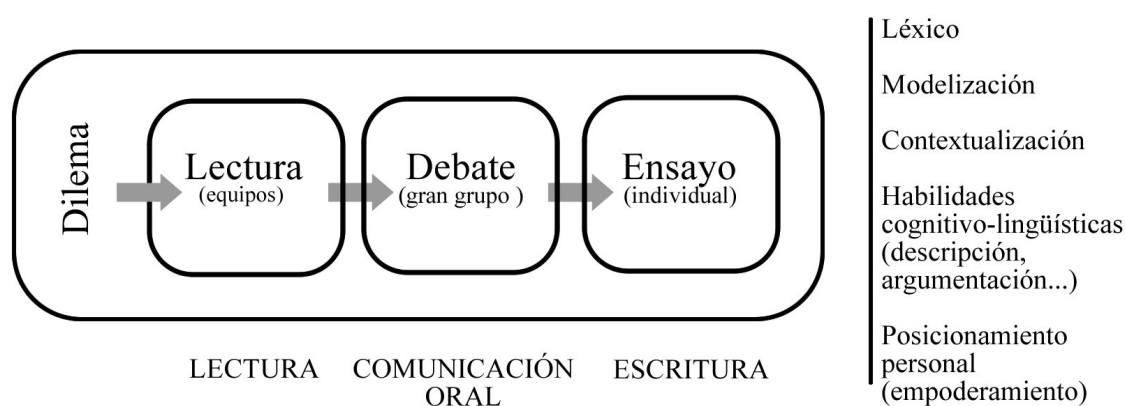 Dilema
Lectura
(equipos)
Debate
(gran grupo )
Ensayo
(individual)
LECTURA
COMUNICACIÓN
ORAL
ESCRITURA
Léxico
Modelización
Contextualización
Habilidades
cognitivo-lingüísticas
(descripción,
argumentación...)
Posicionamiento
personal
(empoderamiento)